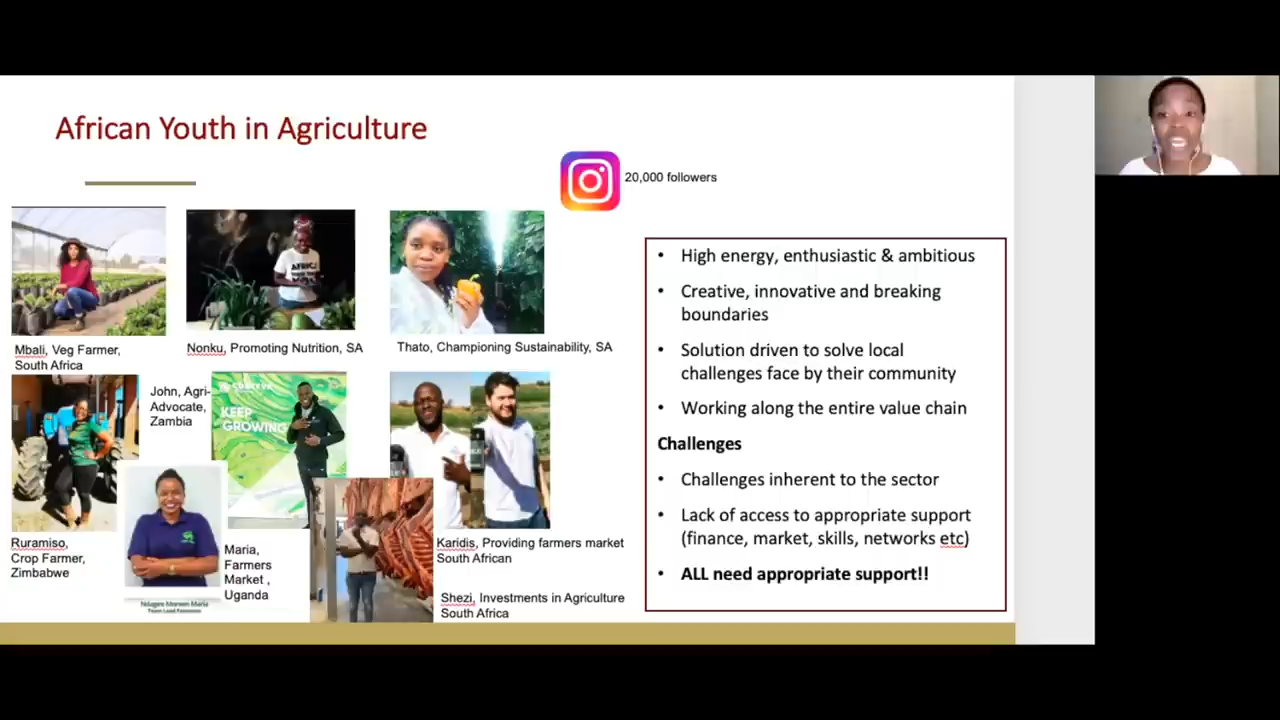 African Youth in Agriculture
20,000 followers
Mbali, Veg Farmer,
South Africa
Nonku, Promoting Nutrition, SA
Thato, Championing Sustainability, SA
John, Agri-
Advocate,
Zambia
KEEP
GROWING
AFRICA
Ruramiso,
Crop Farmer,
Zimbabwe
Maria,
Farmers
Market ,
Uganda
Karidis, Providing farmers market
South African
Shezi, Investments in Agriculture
South Africa
• High energy, enthusiastic & ambitious
• Creative, innovative and breaking
boundaries
• Solution driven to solve local
challenges face by their community
• Working along the entire value chain
Challenges
• Challenges inherent to the sector
• Lack of access to appropriate support
(finance, market, skills, networks etc)
• ALL need appropriate support!!